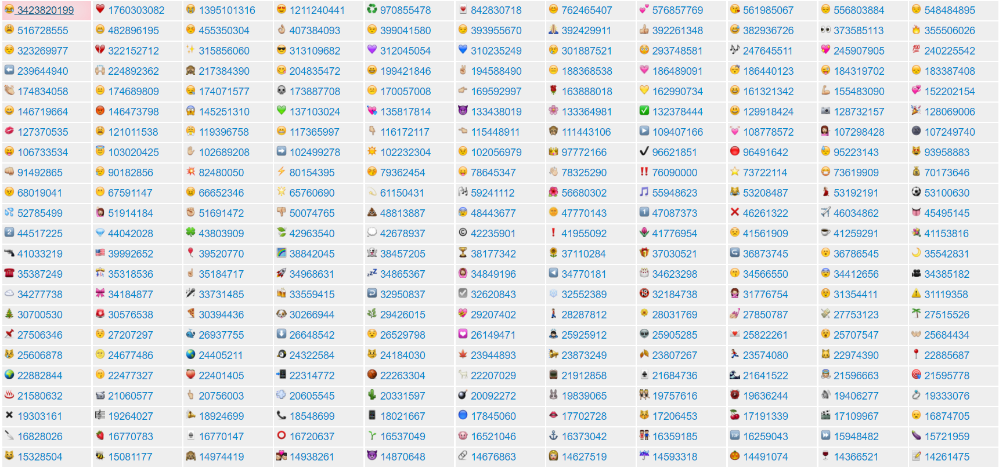 😂 3423820199 ❤️ 1760303082 😭 1395101316 😍 1211240441 ♻️ 970855478 ♥️ 842830718 😊 762465407 💕 576857769 😘 561985067 😔 556803884 😒 548484895
😩 516728555 😁 482896195 ☺️ 455350304 👌 407384093 😉 399041580 😏 393955670 🙏 392429911 👍 392261348 😅 382936726 👀 373585113 🔥 355506026
😌 323269977 💔 322152712 ✨ 315856060 😎 313109682 💜 312045054 💙 310235249 😢 301887521 😳 293748581 🎶 247645511 💖 245907905 💯 240225542
⬅️ 239644940 🙌 224892362 🙈 217384390 😋 204835472 😄 199421846 ✌️ 194588490 😑 188368538 💗 186489091 😴 186440123 😜 184319702 😞 183387408
👏 174834058 😐 174689809 😪 174071577 💀 173887708 😕 170057008 👉 169592997 🌹 163888018 💛 162990734 😆 161321342 💪 155483090 💞 152202154
😀 146719664 😡 146473798 😱 145251310 💚 137103024 💘 135817814 😈 133438019 🌸 133364981 ✅ 132378444 😃 129918424 📷 128732157 🎉 128069006
💋 127370535 😫 121011538 😤 119396758 😬 117365997 👇 116172117 👈 115448911 🙊 111443106 ▶️ 109407166 💓 108778572 💁 107298428 🌚 107249740
😝 106733534 😇 103020425 ✋ 102689208 ➡️ 102499278 ☀️ 102232304 😣 102056979 👑 97772166 ✔️ 96621851 🔴 96491642 😓 95223143 😻 93958883
👊 91492865 😥 90182856 💥 82480050 ⚡ 80154395 😚 79362454 😛 78645347 👋 78325290 ‼️ 76090000 ⭐ 73722114 😷 73619909 💰 70173646
😠 68019041 😶 67591147 😖 66652346 🌟 65760690 💫 61150431 👯 59241112 🌺 56680302 🎵 55948623 😹 53208487 💃 53192191 ⚽ 53100630
💦 52785499 🙋 51914184 ✊ 51691472 👎 50074765 💩 48813887 😰 48443677 🌞 47770143 1️⃣ 47087373 ❌ 46261322 ✈️ 46034862 👅 45495145
2️⃣ 44517225 💎 44042028 🍀 43803909 🍃 42963540 💭 42678937 ©️ 42235901 ❗ 41955092 🌷 41776954 😟 41561909 ☕ 41259291 💐 41153816
🔫 41033219 🇺🇸 39992652 🎈 39520770 🌈 38842045 👻 38457205 🏆 38177342 🌻 37110284 🎁 37030521 ↪️ 36873745 😮 36786545 🌙 35542831
☎️ 35387249 🎊 35318536 ☝️ 35184717 🚀 34968631 💤 34865367 🙆 34849196 ◀️ 34770181 🎂 34623298 😙 34566550 😨 34412656 🎥 34385182
☁️ 34277738 🎀 34184877 🎤 33731485 🍻 33559415 ↩️ 32950837 ☑️ 32620843 ❄️ 32552389 🔞 32184738 🙅 31776754 😲 31354411 ⚠️ 31119358
🎄 30700530 🚨 30576538 🍕 30394436 🐶 30266944 🌿 29426015 💝 29207402 🚶 28287812 🌼 28031769 💅 27850787 💸 27753123 🌴 27515526
📌 27506346 😯 27207297 🐳 26937755 ⬇️ 26648542 😧 26529798 💟 26149471 🙇 25925912 👽 25905285 💌 25822261 😵 25707547 👐 25684434
😿 25606878 🌝 24677486 🌎 24405211 🐧 24322584 😼 24184030 🍁 23944893 🏇 23873249 🍂 23807267 🏃 23574080 🐱 22974390 📍 22885687
🌍 22882844 😗 22477327 🍑 22401405 📲 22314772 🏀 22263304 🐐 22207029 📺 21912858 ♠️ 21684736 🌊 21641522 👮 21596663 🎯 21595778
♨️ 21580632 📹 21060577 👆 20756003 💨 20605545 🌵 20331597 💣 20092272 🐰 19839065 👯 19757616 ⏰ 19636244 🔊 19406277 💍 19333076
✖️ 19303161 🎼 19264027 📣 18924699 📞 18548699 📱 18021667 🔵 17845060 👄 17702728 😽 17206453 🍒 17191339 🎬 17109967 😦 16874705
🔪 16828026 🍓 16770783 ♠️ 16770147 ⭕ 16720637 🌱 16537049 🐷 16521046 ⚓ 16373042 👫 16359185 🔝 16259043 ⏩ 15948482 🍆 15721959
😺 15328504 🐝 15081177 🙉 14974419 💏 14938261 👿 14870648 🔗 14676863 👸 14627519 ☔ 14593318 🎃 14491074 🍷 14366521 📝 14261475